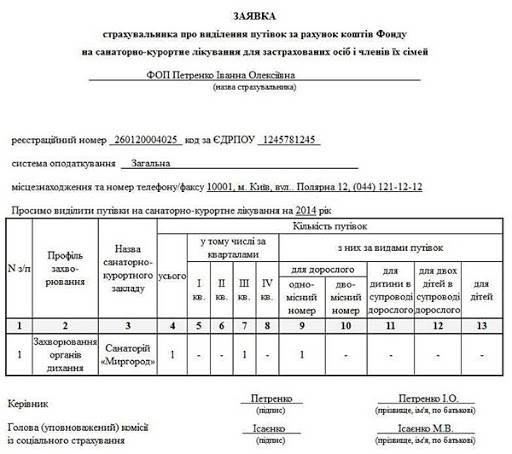 ЗАЯВКА
страхувальника про виділення путівок за рахунок коштів Фонду
на санаторно-курортне лікування для застрахованих осіб і членів їх сімей
ФОП Петренко Іванна Олексіївна
(назва страхувальника)
реєстраційний номер 260120004025 код за ЄДРПОУ 1245781245
система оподаткування Загальна
місцезнаходження та номер телефону/факсу 10001, м. Київ, вул.. Полярна 12, (044) 121-12-12
Просимо виділити путівки на санаторно-курортне лікування на 2014 рік
N з/п
Профіль захво-
рювання
Назва
санаторно-
курортного
закладу
Кількість путівок
усього
у тому числі за
кварталами
I кв.
II кв.
III кв.
IV кв.
з них за видами путівок
для дорослого
одно-
місний
номер
дво-
місний
номер
для
дитини в
супроводі
дорослого
для двох
дітей в
супроводі
дорослого
для
дітей
1 2 3 4 5 6 7 8 9 10 11 12 13
1 Захворювання органів дихання Санаторій «Миргород» 1 - - 1 - 1 - - - -
Керівник Петренко Петренко І.О.
(підпис) (прізвище, ім'я, по батькові)
Голова (уповноважений) комісії Ісаєнко Ісаєнко М.В.
із соціального страхування (підпис) (прізвище, ім'я, по батькові)